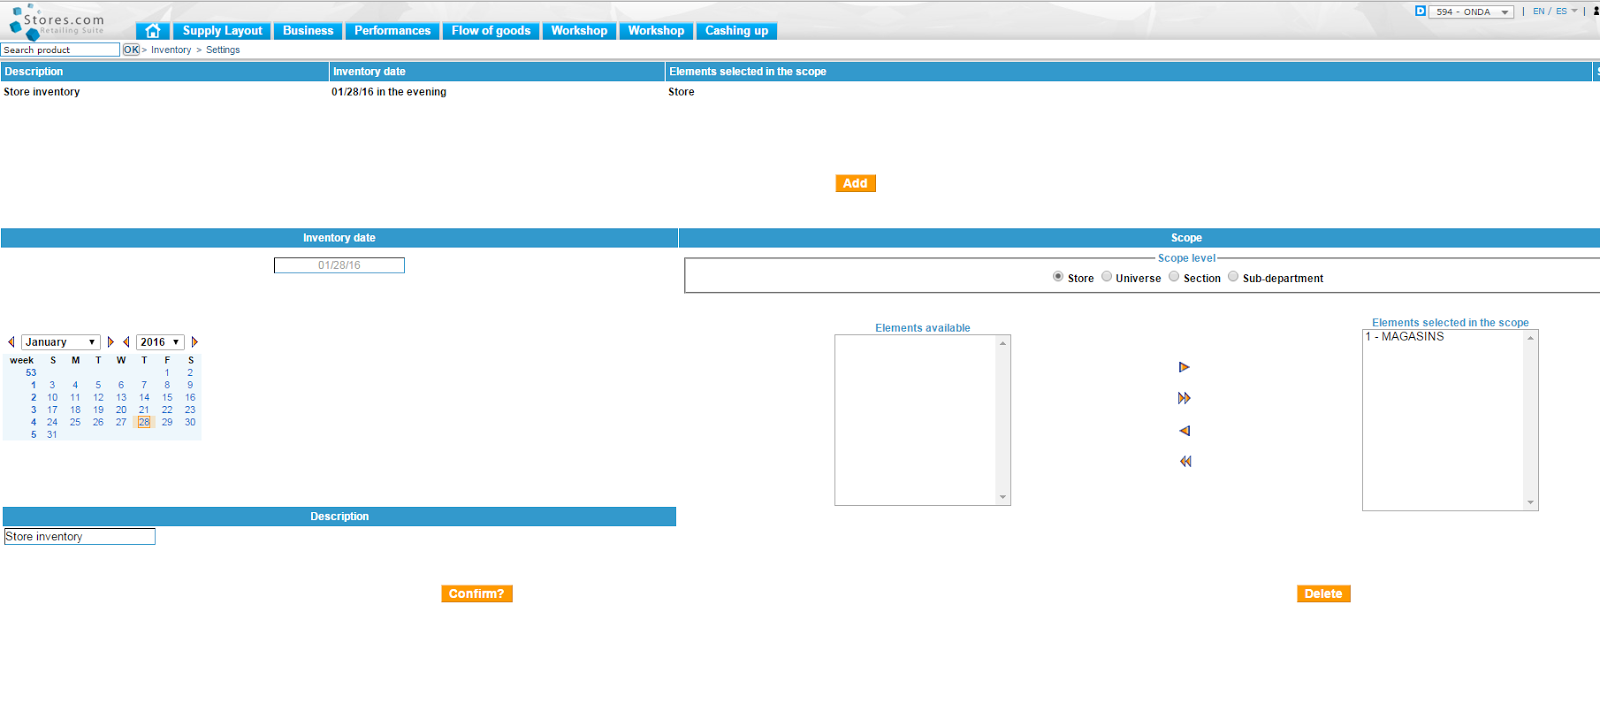 Stores.com
Retailing Suite
594 - ONDA | EN / ES |
Supply Layout Business Performances Flow of goods Workshop Workshop Cashing up
Search product OK > Inventory > Settings
Description Inventory date Elements selected in the scope
Store inventory 01/28/16 in the evening Store
Add
Inventory date Scope
01/28/16
Scope level
Store Universe Section Sub-department
Elements available Elements selected in the scope
1 - MAGASINS
January 2016
week S M T W T F S
53 1 2
1 3 4 5 6 7 8 9
2 10 11 12 13 14 15 16
3 17 18 19 20 21 22 23
4 24 25 26 27 28 29 30
5 31
Description
Store inventory
Confirm? Delete